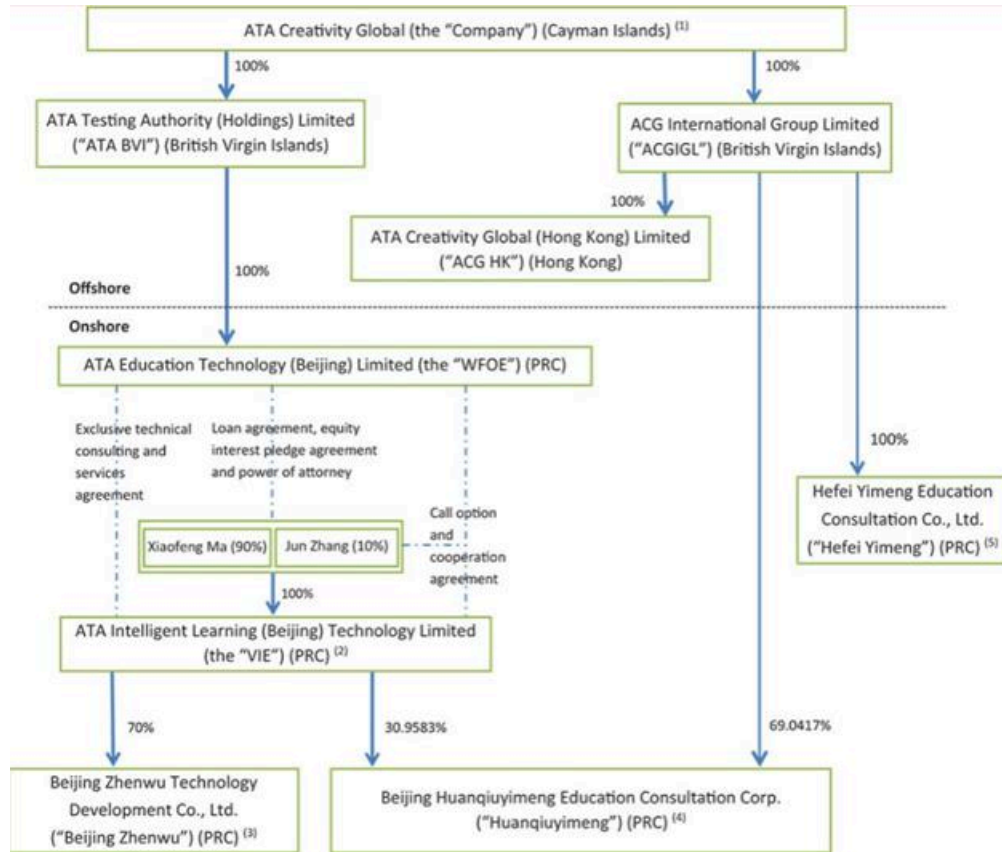 ATA Creativity Global (the “Company”) (Cayman Islands) (1)
100%
100%
ATA Testing Authority (Holdings) Limited
(“ATA BVI”) (British Virgin Islands)
ACG International Group Limited
(“ACGIGL”) (British Virgin Islands)
100%
ATA Creativity Global (Hong Kong) Limited
(“ACG HK”) (Hong Kong)
100%
Offshore
Onshore
ATA Education Technology (Beijing) Limited (the “WFOE”) (PRC)
Exclusive technical
consulting and
services
agreement
Loan agreement, equity
interest pledge agreement
and power of attorney
100%
Hefei Yimeng Education
Consultation Co., Ltd.
(“Hefei Yimeng”) (PRC) (5)
Call option
and
cooperation
agreement
Xiaofeng Ma (90%)
Jun Zhang (10%)
100%
ATA Intelligent Learning (Beijing) Technology Limited
(the “VIE”) (PRC) (2)
70%
30.9583%
69.0417%
Beijing Zhenwu Technology
Development Co., Ltd.
(“Beijing Zhenwu”) (PRC) (3)
Beijing Huanqiuyimeng Education Consultation Corp.
(“Huanqiuyimeng”) (PRC) (4)